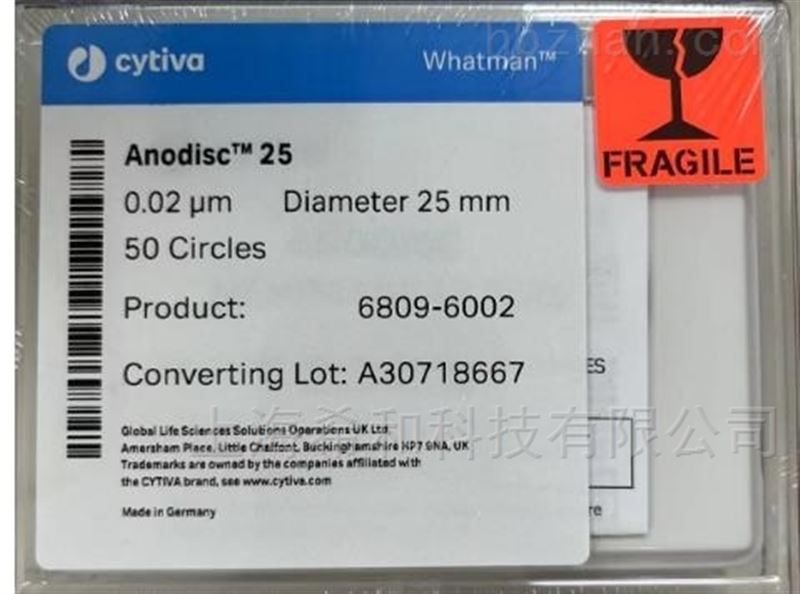 cytiva
Whatman™
FRAGILE
Anodisc™ 25
0.02 µm Diameter 25 mm
50 Circles
Product: 6809-6002
Converting Lot: A30718667
Global Life Sciences Solutions Operations UK Ltd
Amersham Place, Little Chalfont, Buckinghamshire HP7 9NA, UK
Trademarks are owned by the companies affiliated with
the CYTIVA brand, see www.cytiva.com
Made in Germany
ES
re
上海希和科技有限公司